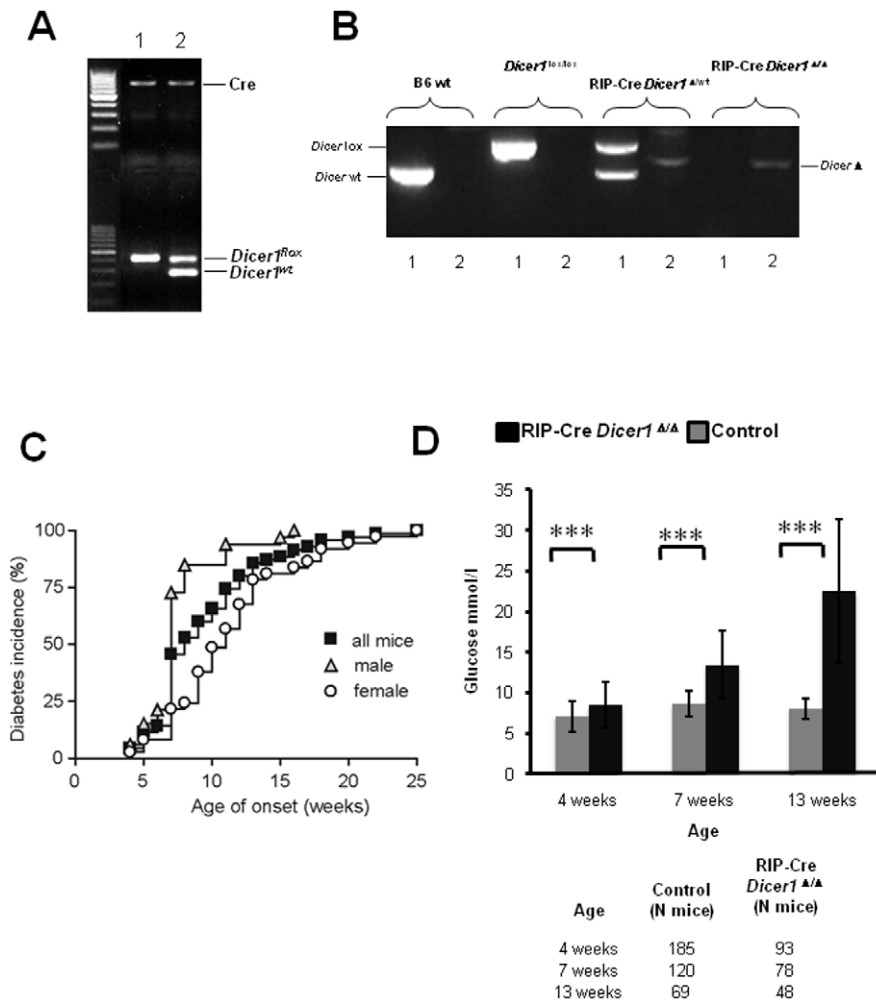 A
1 2
Cre
Dicer1flox
Dicer1wt
B
B6 wt
Dicer1lox/lox
RIP-Cre Dicer1Δ/wt
RIP-Cre Dicer1Δ/Δ
Dicer lox
Dicer wt
Dicer Δ
1 2 1 2 1 2 1 2
C
Diabetes incidence (%)
100
75
50
25
0
0 5 10 15 20 25
Age of onset (weeks)
all mice
male
female
D
RIP-Cre Dicer1 Δ/Δ Control
Glucose mmol/l
35
30
25
20
15
10
5
0
*** *** ***
4 weeks 7 weeks 13 weeks
Age
Age Control (N mice) RIP-Cre Dicer1 Δ/Δ (N mice)
4 weeks 185 93
7 weeks 120 78
13 weeks 69 48